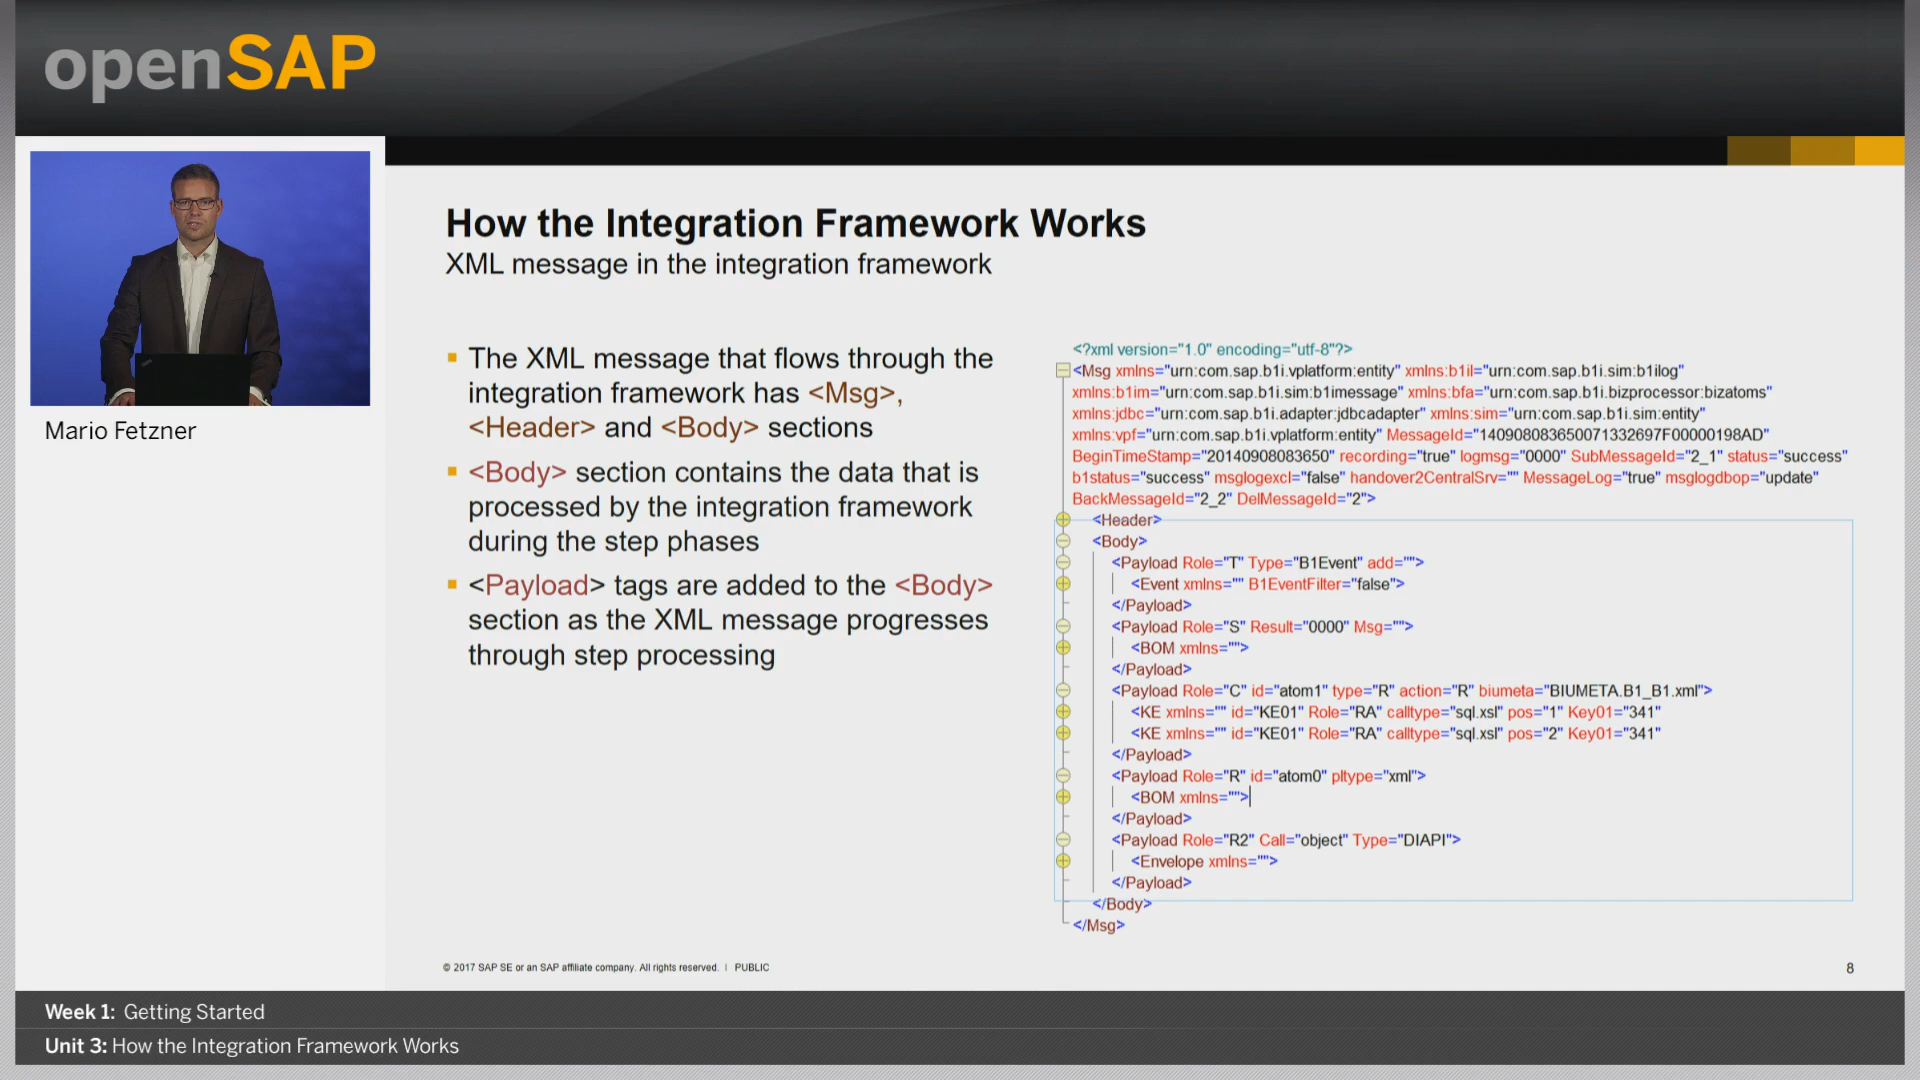 openSAP
Mario Fetzner
How the Integration Framework Works
XML message in the integration framework
▪ The XML message that flows through the
integration framework has <Msg>,
<Header> and <Body> sections
▪ <Body> section contains the data that is
processed by the integration framework
during the step phases
▪ <Payload> tags are added to the <Body>
section as the XML message progresses
through step processing
<?xml version="1.0" encoding="utf-8"?>
<Msg xmlns="urn:com.sap.b1i.vplatform:entity" xmlns:b1il="urn:com.sap.b1i.sim:b1ilog"
xmlns:b1im="urn:com.sap.b1i.sim:b1imessage" xmlns:bfa="urn:com.sap.b1i.bizprocessor:bizatoms"
xmlns:jdbc="urn:com.sap.b1i.adapter:jdbcadapter" xmlns:sim="urn:com.sap.b1i.sim:entity"
xmlns:vpf="urn:com.sap.b1i.vplatform:entity" MessageId="140908083650071332697F00000198AD"
BeginTimeStamp="20140908083650" recording="true" logmsg="0000" SubMessageId="2_1" status="success"
b1status="success" msglogexcl="false" handover2CentralSrv="" MessageLog="true" msglogdbop="update"
BackMessageId="2_2" DelMessageId="2">
<Header>
<Body>
<Payload Role="T" Type="B1Event" add="">
<Event xmlns="" B1EventFilter="false">
</Payload>
<Payload Role="S" Result="0000" Msg="">
<BOM xmlns="">
</Payload>
<Payload Role="C" id="atom1" type="R" action="R" biumeta="BIUMETA.B1_B1.xml">
<KE xmlns="" id="KE01" Role="RA" calltype="sql.xsl" pos="1" Key01="341"
<KE xmlns="" id="KE01" Role="RA" calltype="sql.xsl" pos="2" Key01="341"
</Payload>
<Payload Role="R" id="atom0" pltype="xml">
<BOM xmlns="">
</Payload>
<Payload Role="R2" Call="object" Type="DIAPI">
<Envelope xmlns="">
</Payload>
</Body>
</Msg>
© 2017 SAP SE or an SAP affiliate company. All rights reserved. | PUBLIC
8
Week 1: Getting Started
Unit 3: How the Integration Framework Works